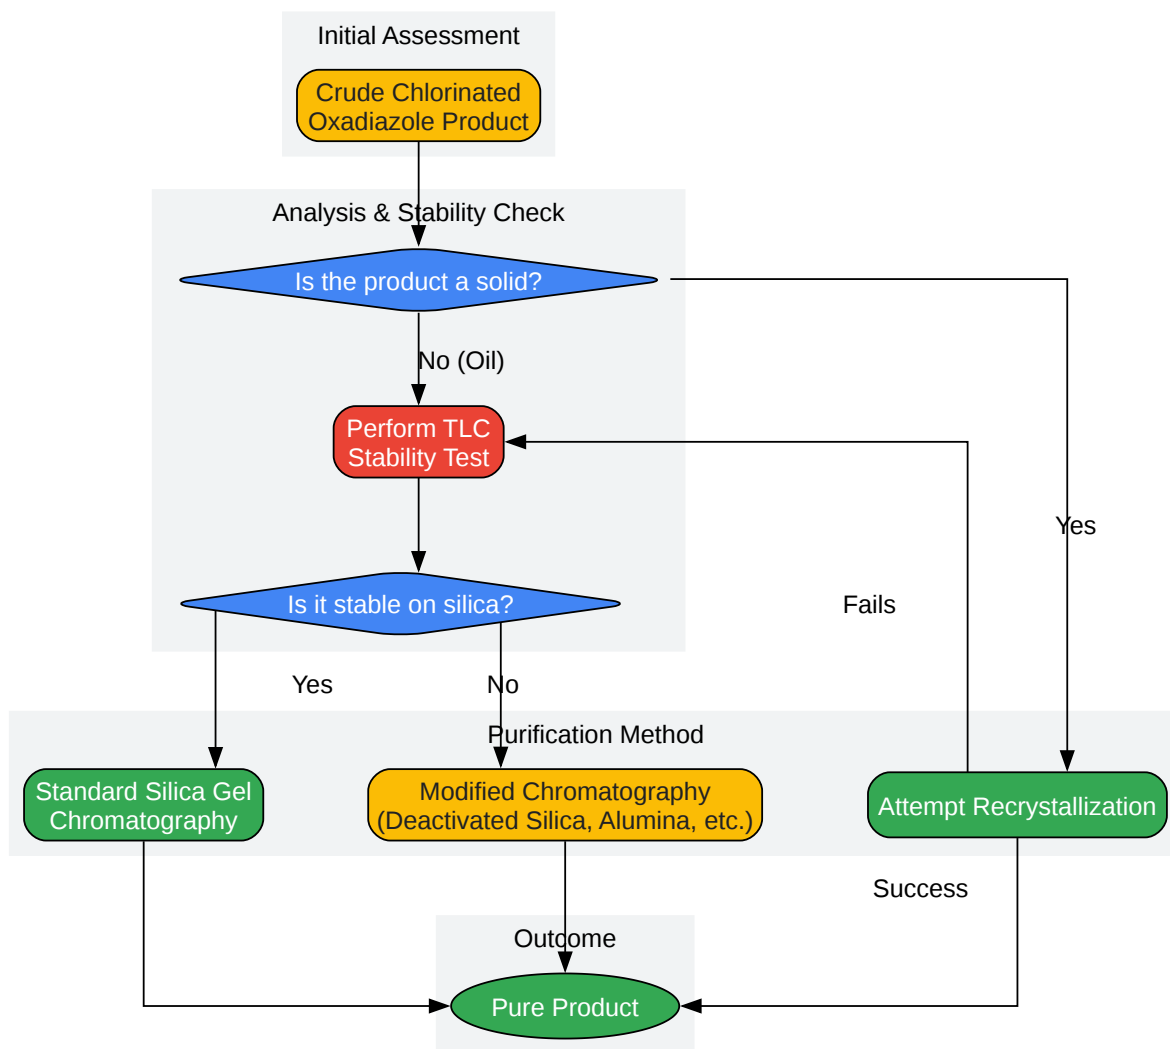 Initial Assessment
Crude Chlorinated
Oxadiazole Product
Analysis & Stability Check
Is the product a solid?
No (Oil)
Perform TLC
Stability Test
Yes
Fails
Is it stable on silica?
Yes
No
Purification Method
Standard Silica Gel
Chromatography
Modified Chromatography
(Deactivated Silica, Alumina, etc.)
Attempt Recrystallization
Success
Outcome
Pure Product